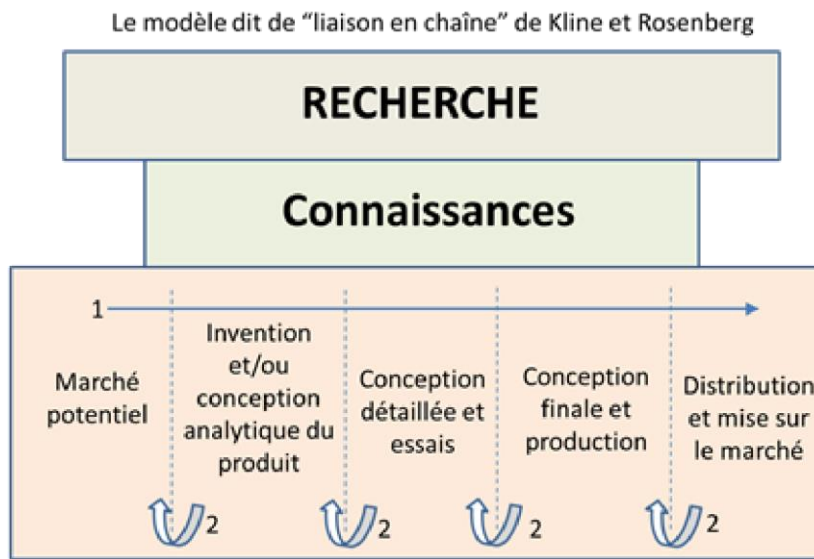 Le modèle dit de “liaison en chaîne” de Kline et Rosenberg
RECHERCHE
Connaissances
1
Marché
potentiel
Invention
et/ou
conception
analytique du
produit
Conception
détaillée et
essais
Conception
finale et
production
Distribution
et mise sur
le marché
2
2
2
2